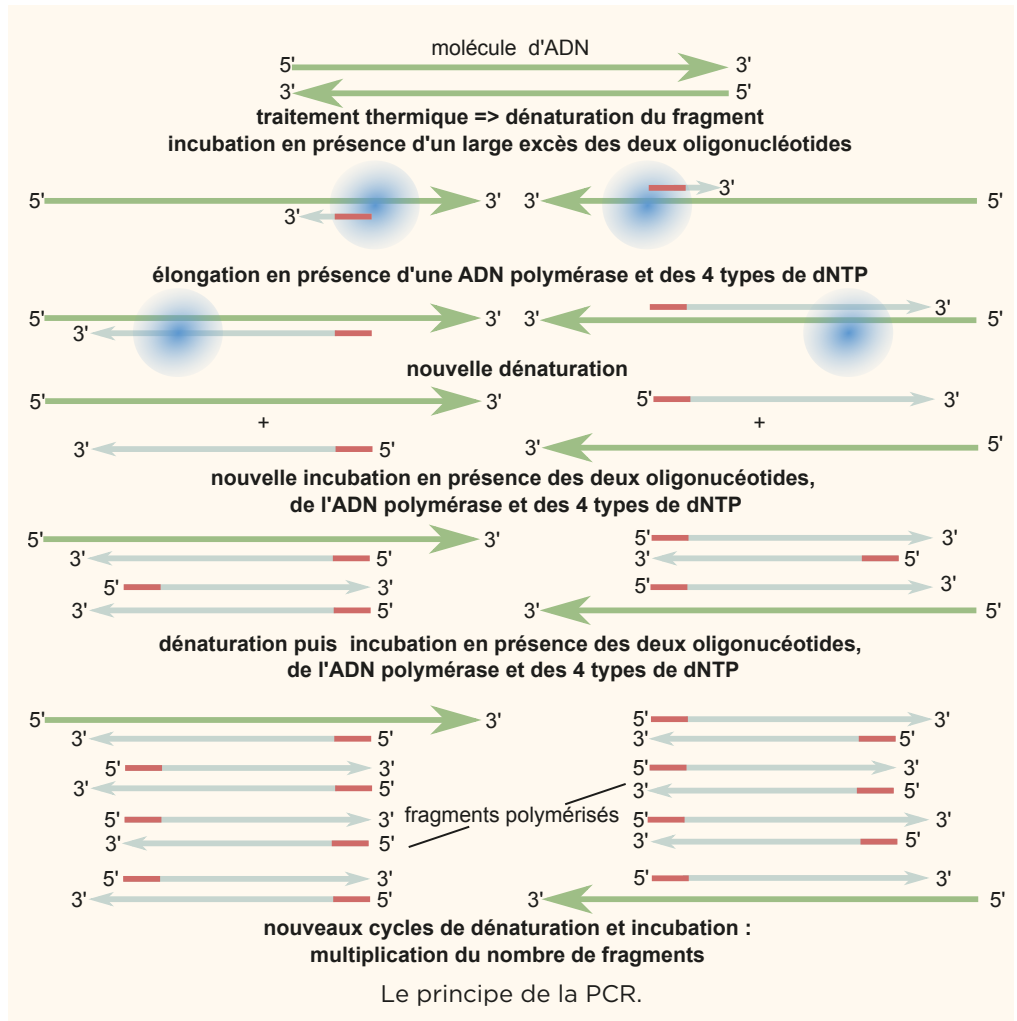 molécule d'ADN
5' 3'
3' 5'
traitement thermique => dénaturation du fragment
incubation en présence d'un large excès des deux oligonucléotides
3'
5' 3' 3' 5'
3'
élongation en présence d'une ADN polymérase et des 4 types de dNTP
3'
5' 3' 3' 5'
3'
nouvelle dénaturation
5' 3' 5' 3'
+ +
3' 5' 3' 5'
nouvelle incubation en présence des deux oligonucéotides,
de l'ADN polymérase et des 4 types de dNTP
5' 3' 5' 3'
3' 5' 3' 5'
5' 3' 5' 3'
3' 5' 3' 5'
dénaturation puis incubation en présence des deux oligonucéotides,
de l'ADN polymérase et des 4 types de dNTP
5' 3' 5' 3'
3' 5' 3' 5'
5' 3' 5' 3'
3' 5' 3' 5'
fragments polymérisés
5' 3' 5' 3'
3' 5' 3' 5'
5' 3' 5' 3'
3' 5' 3' 5'
nouveaux cycles de dénaturation et incubation :
multiplication du nombre de fragments
Le principe de la PCR.